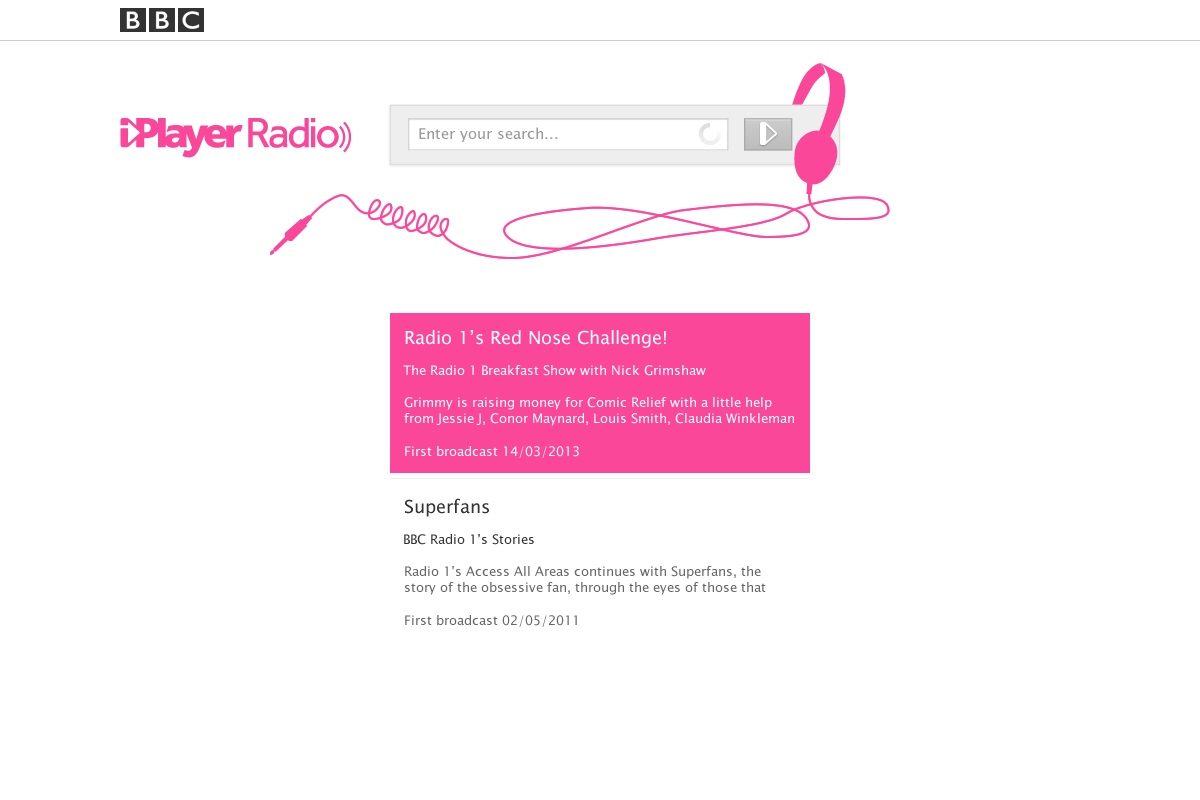 BBC
iPlayer Radio
Enter your search...
Radio 1’s Red Nose Challenge!
The Radio 1 Breakfast Show with Nick Grimshaw
Grimmy is raising money for Comic Relief with a little help
from Jessie J, Conor Maynard, Louis Smith, Claudia Winkleman
First broadcast 14/03/2013
Superfans
BBC Radio 1’s Stories
Radio 1’s Access All Areas continues with Superfans, the
story of the obsessive fan, through the eyes of those that
First broadcast 02/05/2011